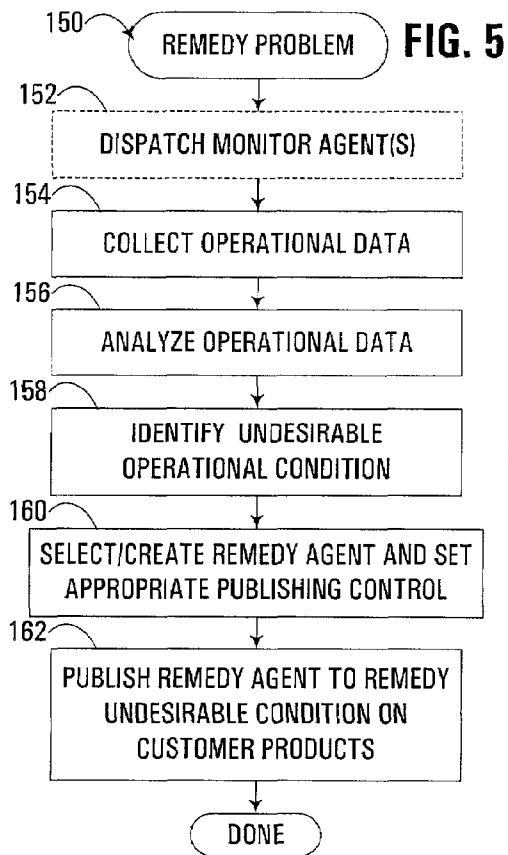 150
REMEDY PROBLEM
FIG. 5
152
DISPATCH MONITOR AGENT(S)
154
COLLECT OPERATIONAL DATA
156
ANALYZE OPERATIONAL DATA
158
IDENTIFY UNDESIRABLE
OPERATIONAL CONDITION
160
SELECT/CREATE REMEDY AGENT AND SET
APPROPRIATE PUBLISHING CONTROL
162
PUBLISH REMEDY AGENT TO REMEDY
UNDESIRABLE CONDITION ON
CUSTOMER PRODUCTS
DONE